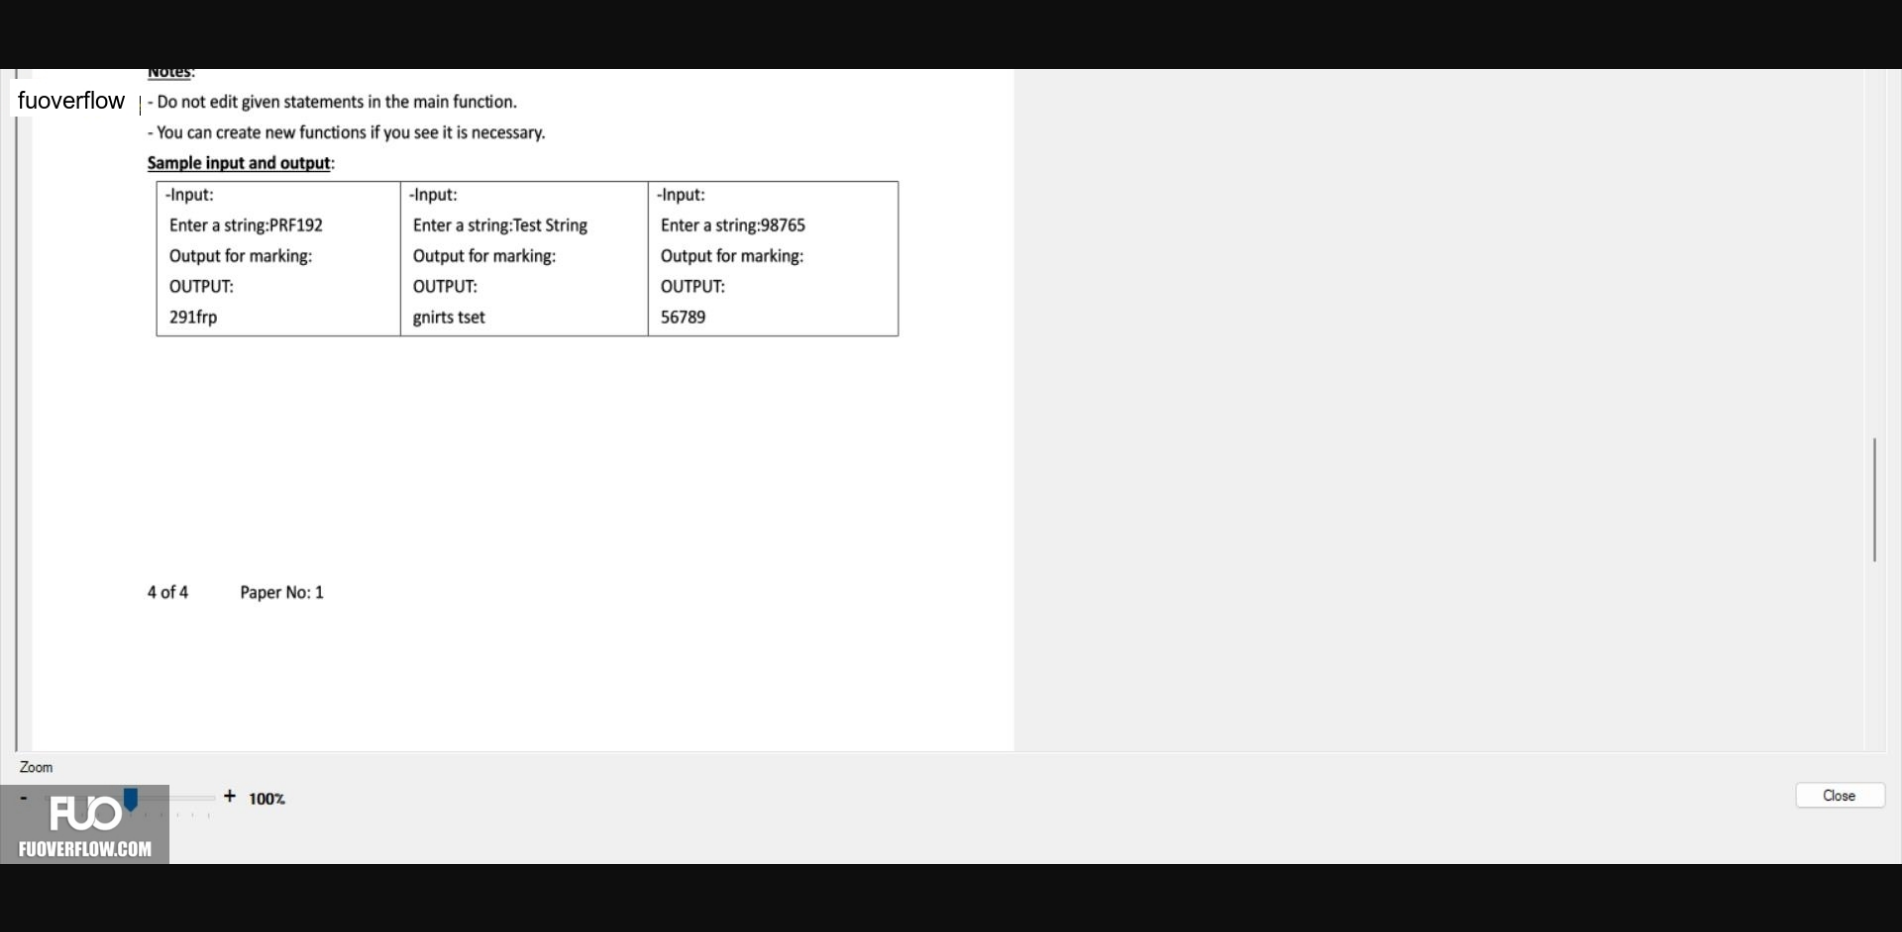 Notes:
fuoverflow
- Do not edit given statements in the main function.
- You can create new functions if you see it is necessary.
Sample input and output:
-Input:
Enter a string:PRF192
Output for marking:
OUTPUT:
291frp
-Input:
Enter a string:Test String
Output for marking:
OUTPUT:
gnirts tset
-Input:
Enter a string:98765
Output for marking:
OUTPUT:
56789
4 of 4 Paper No: 1
Zoom
- + 100%
Close
FUO
FUOVERFLOW.COM